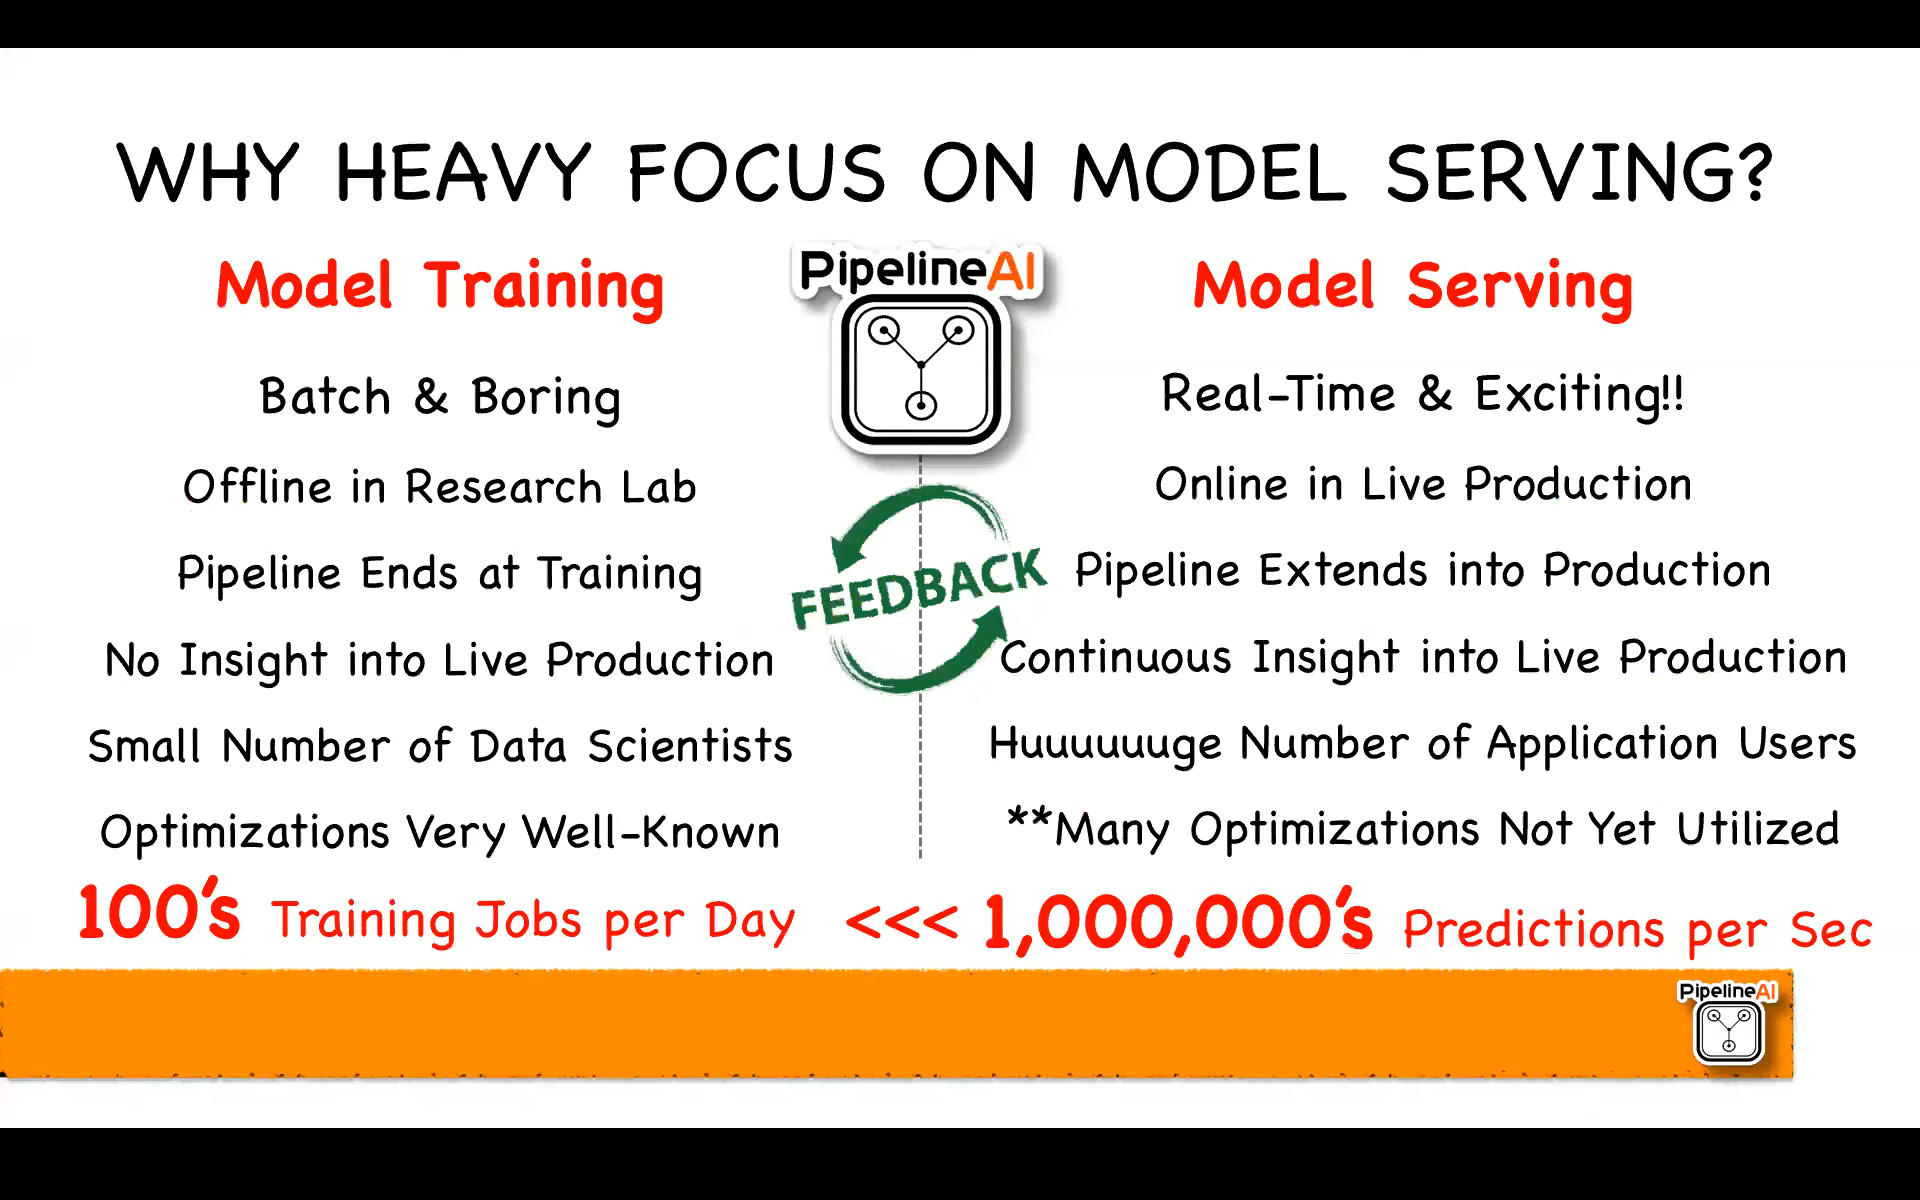 WHY HEAVY FOCUS ON MODEL SERVING?
PipelineAI
Model Training
Batch & Boring
Offline in Research Lab
Pipeline Ends at Training
No Insight into Live Production
Small Number of Data Scientists
Optimizations Very Well-Known
FEEDBACK
Model Serving
Real-Time & Exciting!!
Online in Live Production
Pipeline Extends into Production
Continuous Insight into Live Production
Huuuuuuge Number of Application Users
**Many Optimizations Not Yet Utilized
100's Training Jobs per Day <<< 1,000,000's Predictions per Sec
PipelineAI